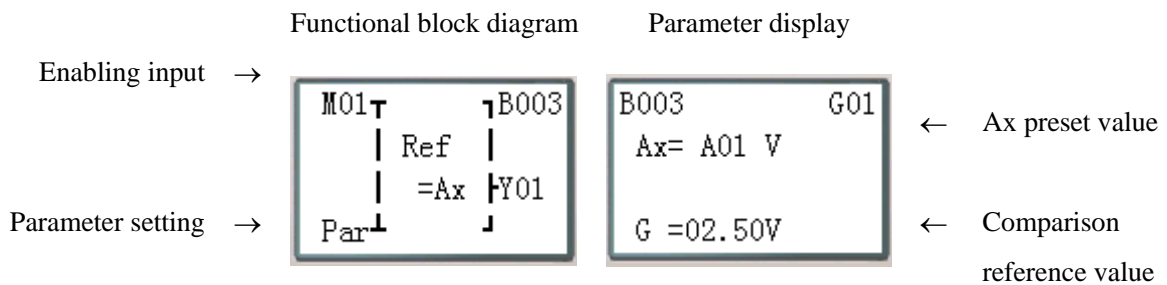 Functional block diagram
Parameter display
Enabling input →
M01 B003
Ref
=Ax Y01
Parameter setting →
Par
B003 G01
Ax= A01 V
G =02.50V
← Ax preset value
← Comparison
reference value